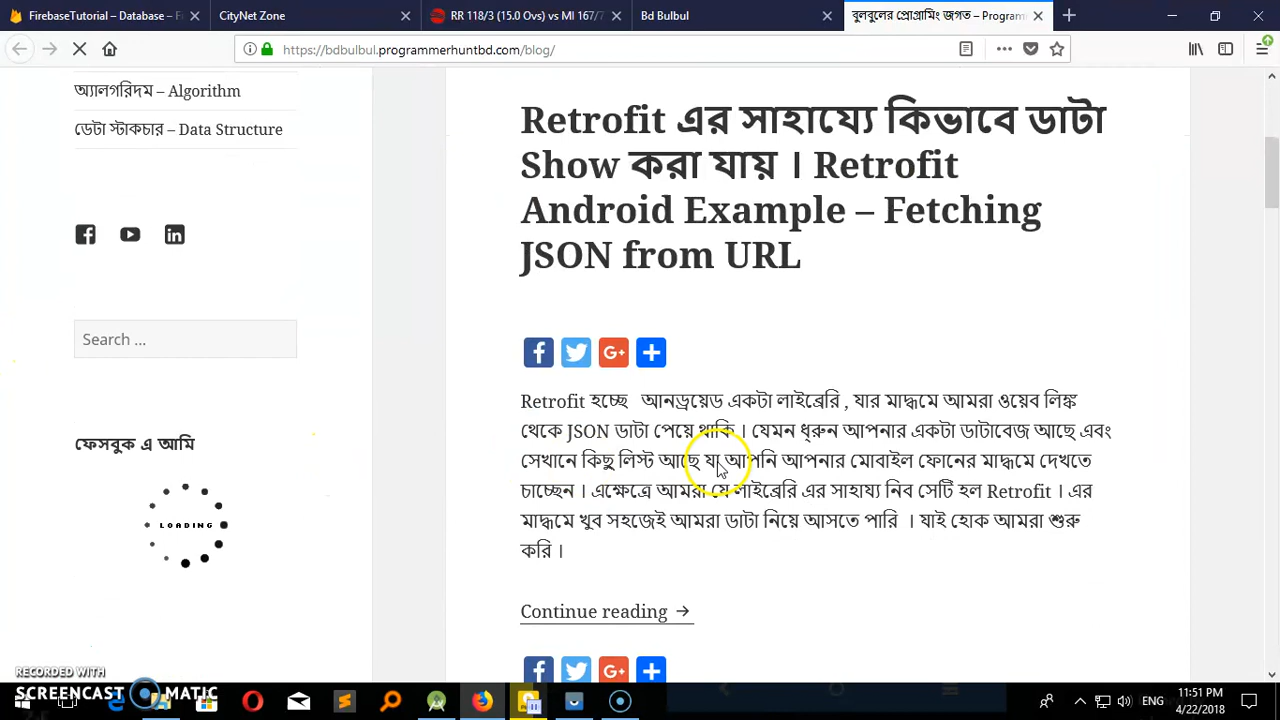 FirebaseTutorial – Database – Fi
CityNet Zone
RR 118/3 (15.0 Ovs) vs MI 167/7
Bd Bulbul
বুলবুলের প্রোগ্রামিং জগত – Programm
https://bdbulbul.programmerhuntbd.com/blog/
অ্যালগরিদম – Algorithm
ডেটা স্টাকচার – Data Structure
Search …
ফেসবুক এ আমি
LOADING
Retrofit এর সাহায্যে কিভাবে ডাটা
Show করা যায় । Retrofit
Android Example – Fetching
JSON from URL
Retrofit হচ্ছে আনড্রয়েড একটা লাইব্রেরি , যার মাদ্ধমে আমরা ওয়েব লিঙ্ক
থেকে JSON ডাটা পেয়ে থাকি । যেমন ধ্রুন আপনার একটা ডাটাবেজ আছে এবং
সেখানে কিছু লিস্ট আছে যা আপনি আপনার মোবাইল ফোনের মাদ্ধমে দেখতে
চাচ্ছেন । এক্ষেত্রে আমরা যে লাইব্রেরি এর সাহায্য নিব সেটি হল Retrofit । এর
মাদ্ধমে খুব সহজেই আমরা ডাটা নিয়ে আসতে পারি । যাই হোক আমরা শুরু
করি ।
Continue reading →
RECORDED WITH
SCREENCAST MATIC
ENG
11:51 PM
4/22/2018